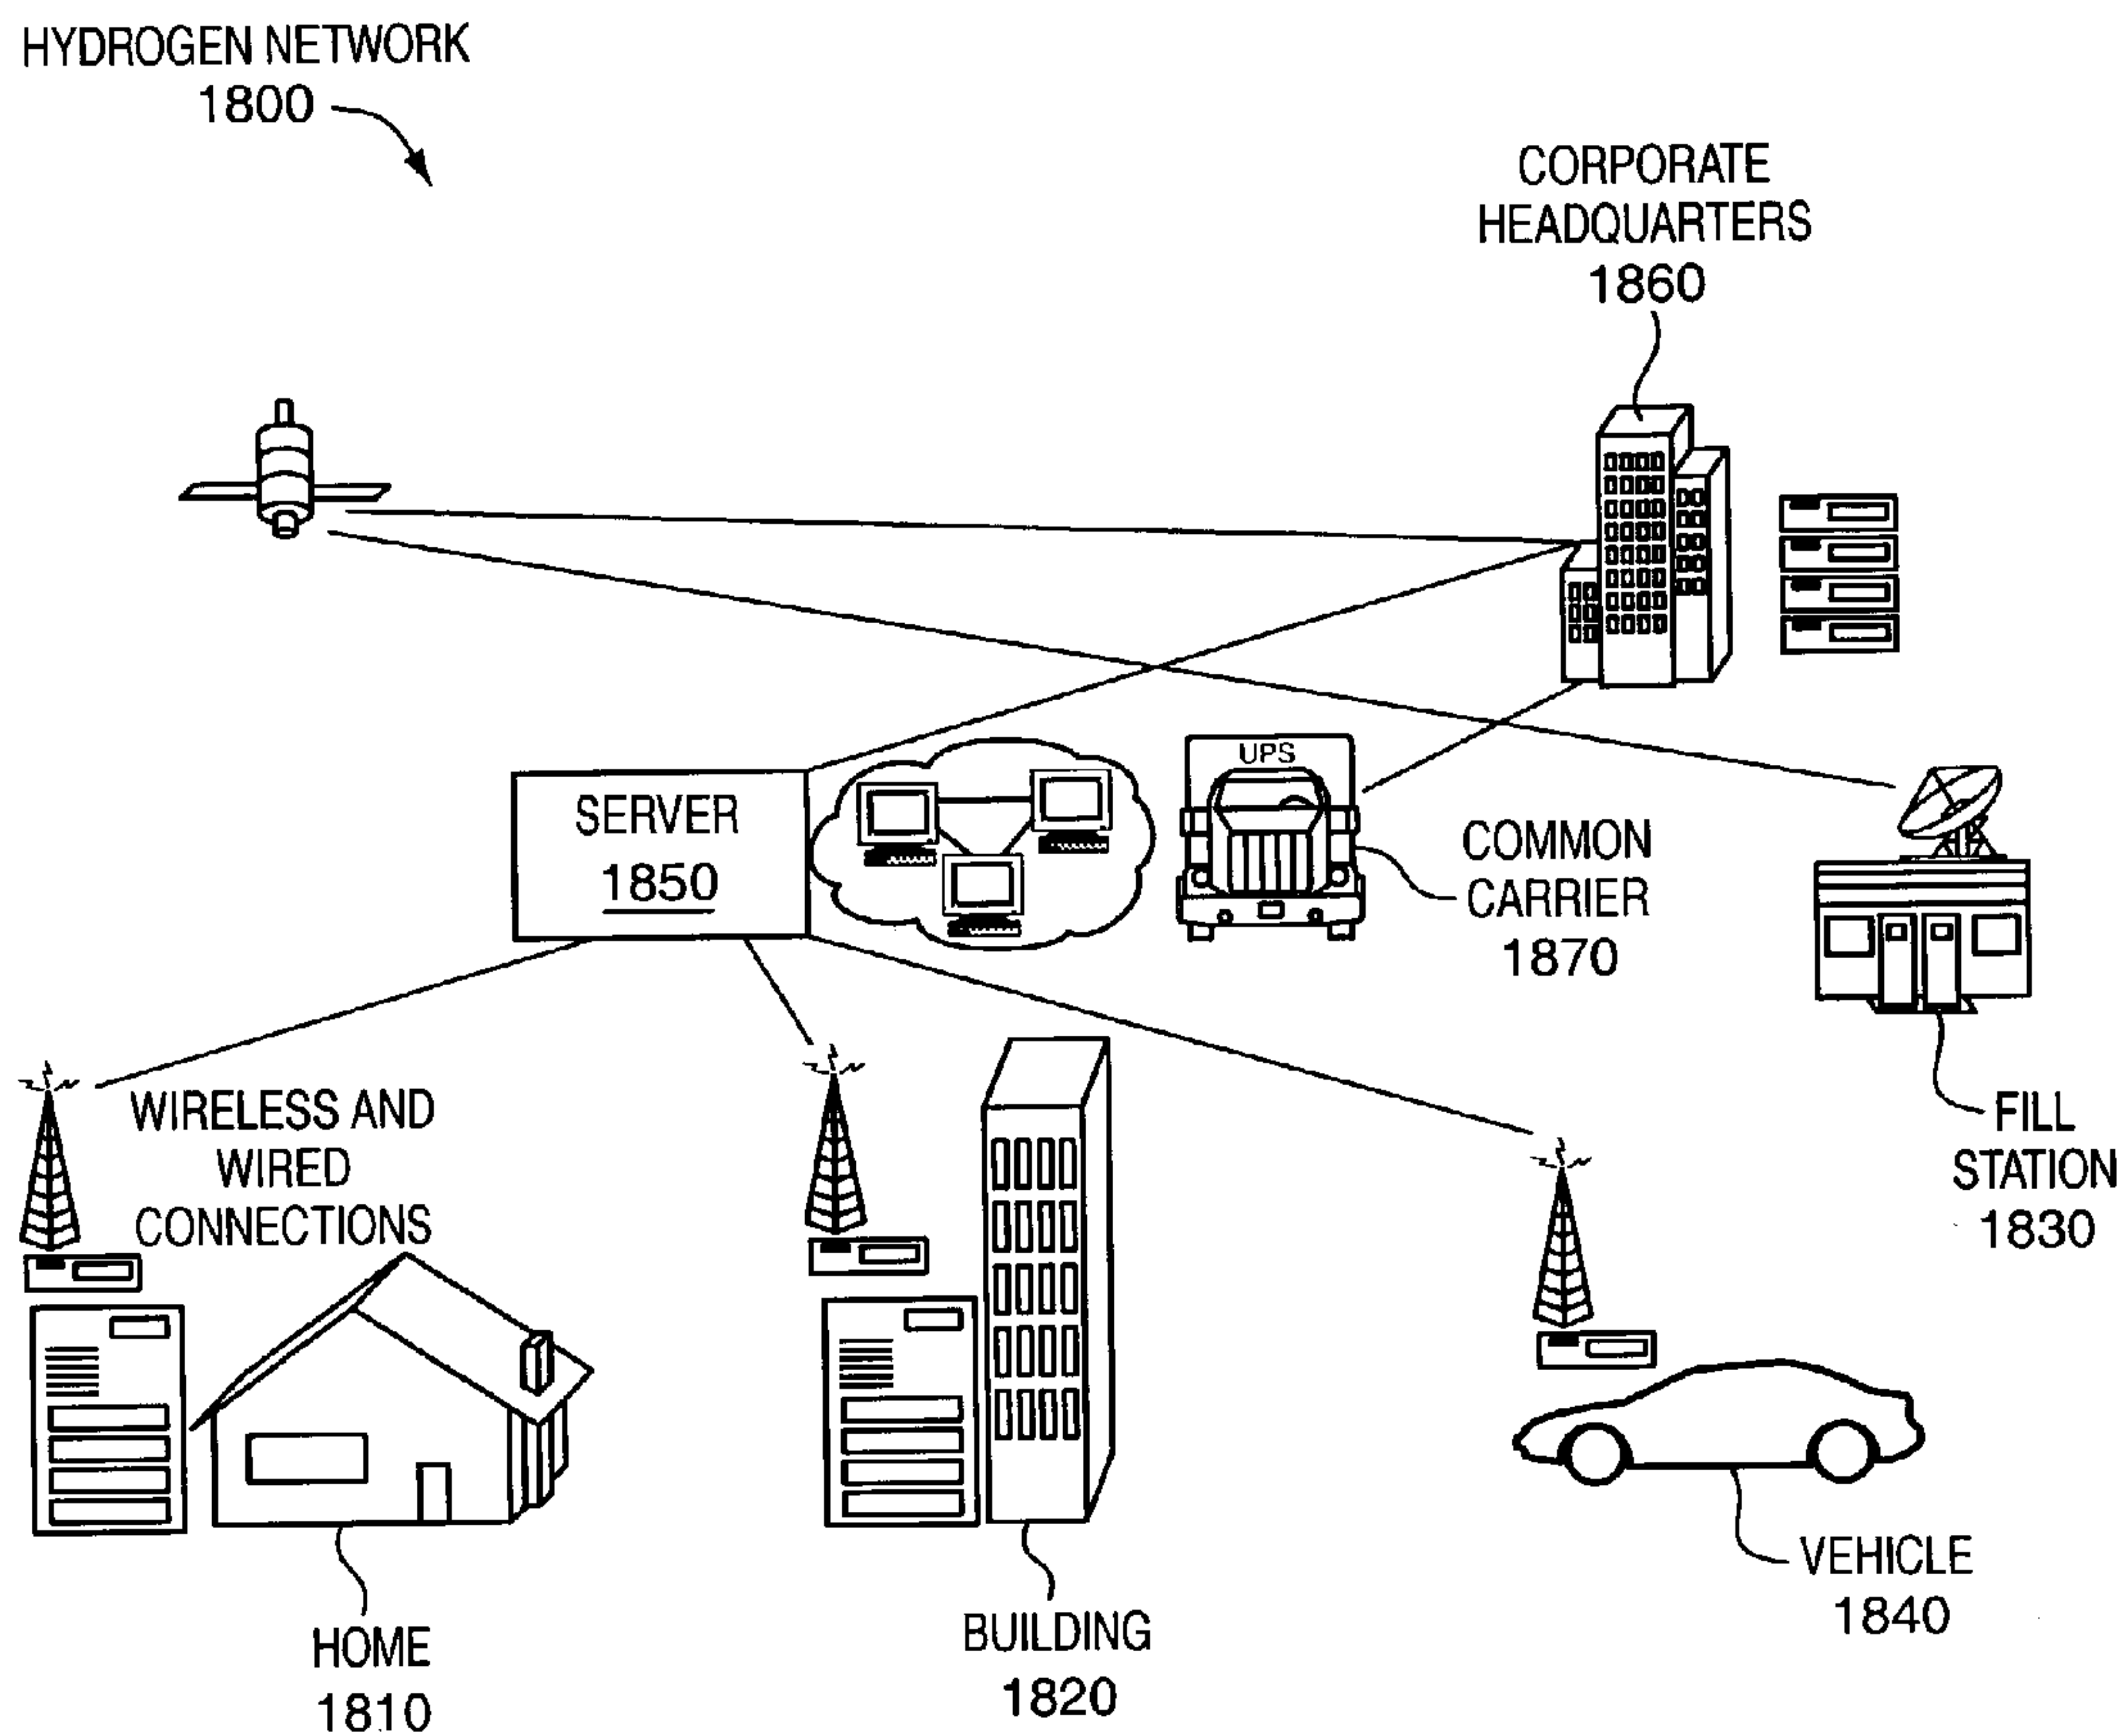 HYDROGEN NETWORK
1800
CORPORATE
HEADQUARTERS
1860
UPS
SERVER
1850
COMMON
CARRIER
1870
WIRELESS AND
WIRED
CONNECTIONS
FILL
STATION
1830
HOME
1810
BUILDING
1820
VEHICLE
1840